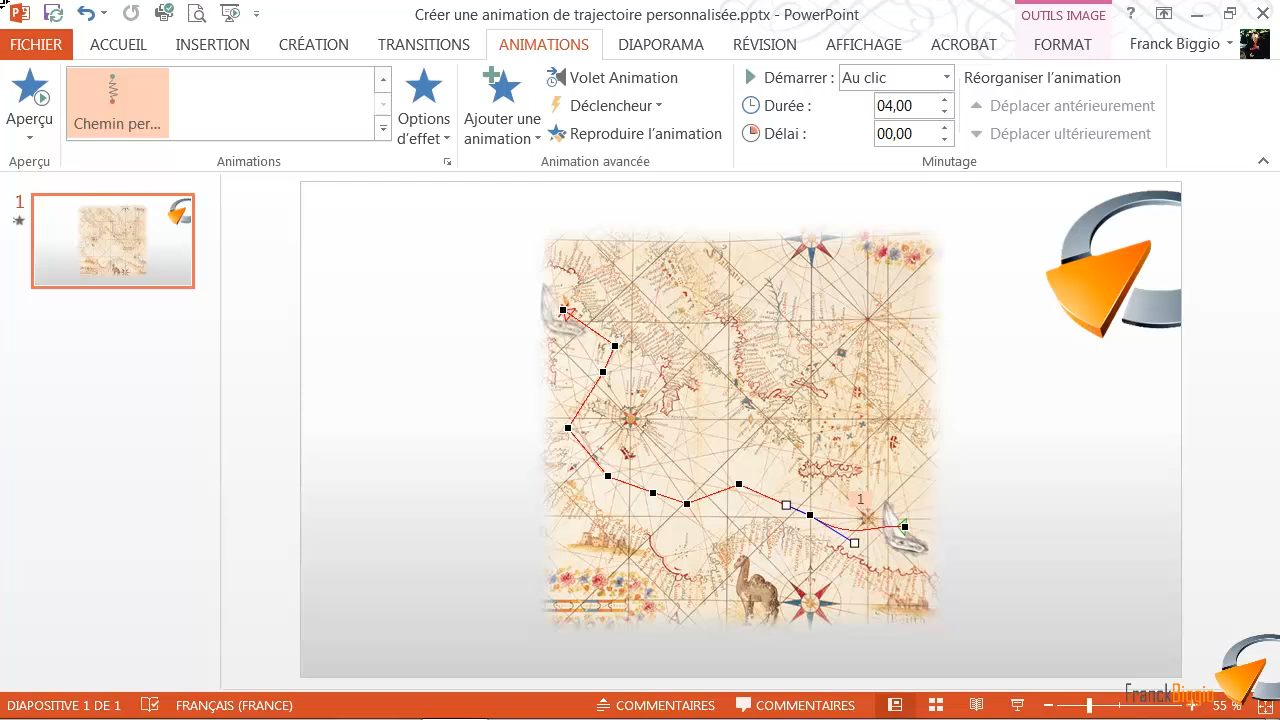 Créer une animation de trajectoire personnalisée.pptx - PowerPoint
OUTILS IMAGE
?
FICHIER
ACCUEIL
INSERTION
CRÉATION
TRANSITIONS
ANIMATIONS
DIAPORAMA
RÉVISION
AFFICHAGE
ACROBAT
FORMAT
Franck Biggio
Aperçu
Chemin per...
Options
d'effet
Ajouter une
animation
Volet Animation
Déclencheur
Reproduire l'animation
Démarrer :
Au clic
Durée :
04,00
Délai :
00,00
Réorganiser l'animation
Déplacer antérieurement
Déplacer ultérieurement
Aperçu
Animations
Animation avancée
Minutage
1
1
FranckBiggio
DIAPOSITIVE 1 DE 1
FRANÇAIS (FRANCE)
COMMENTAIRES
COMMENTAIRES
55 %